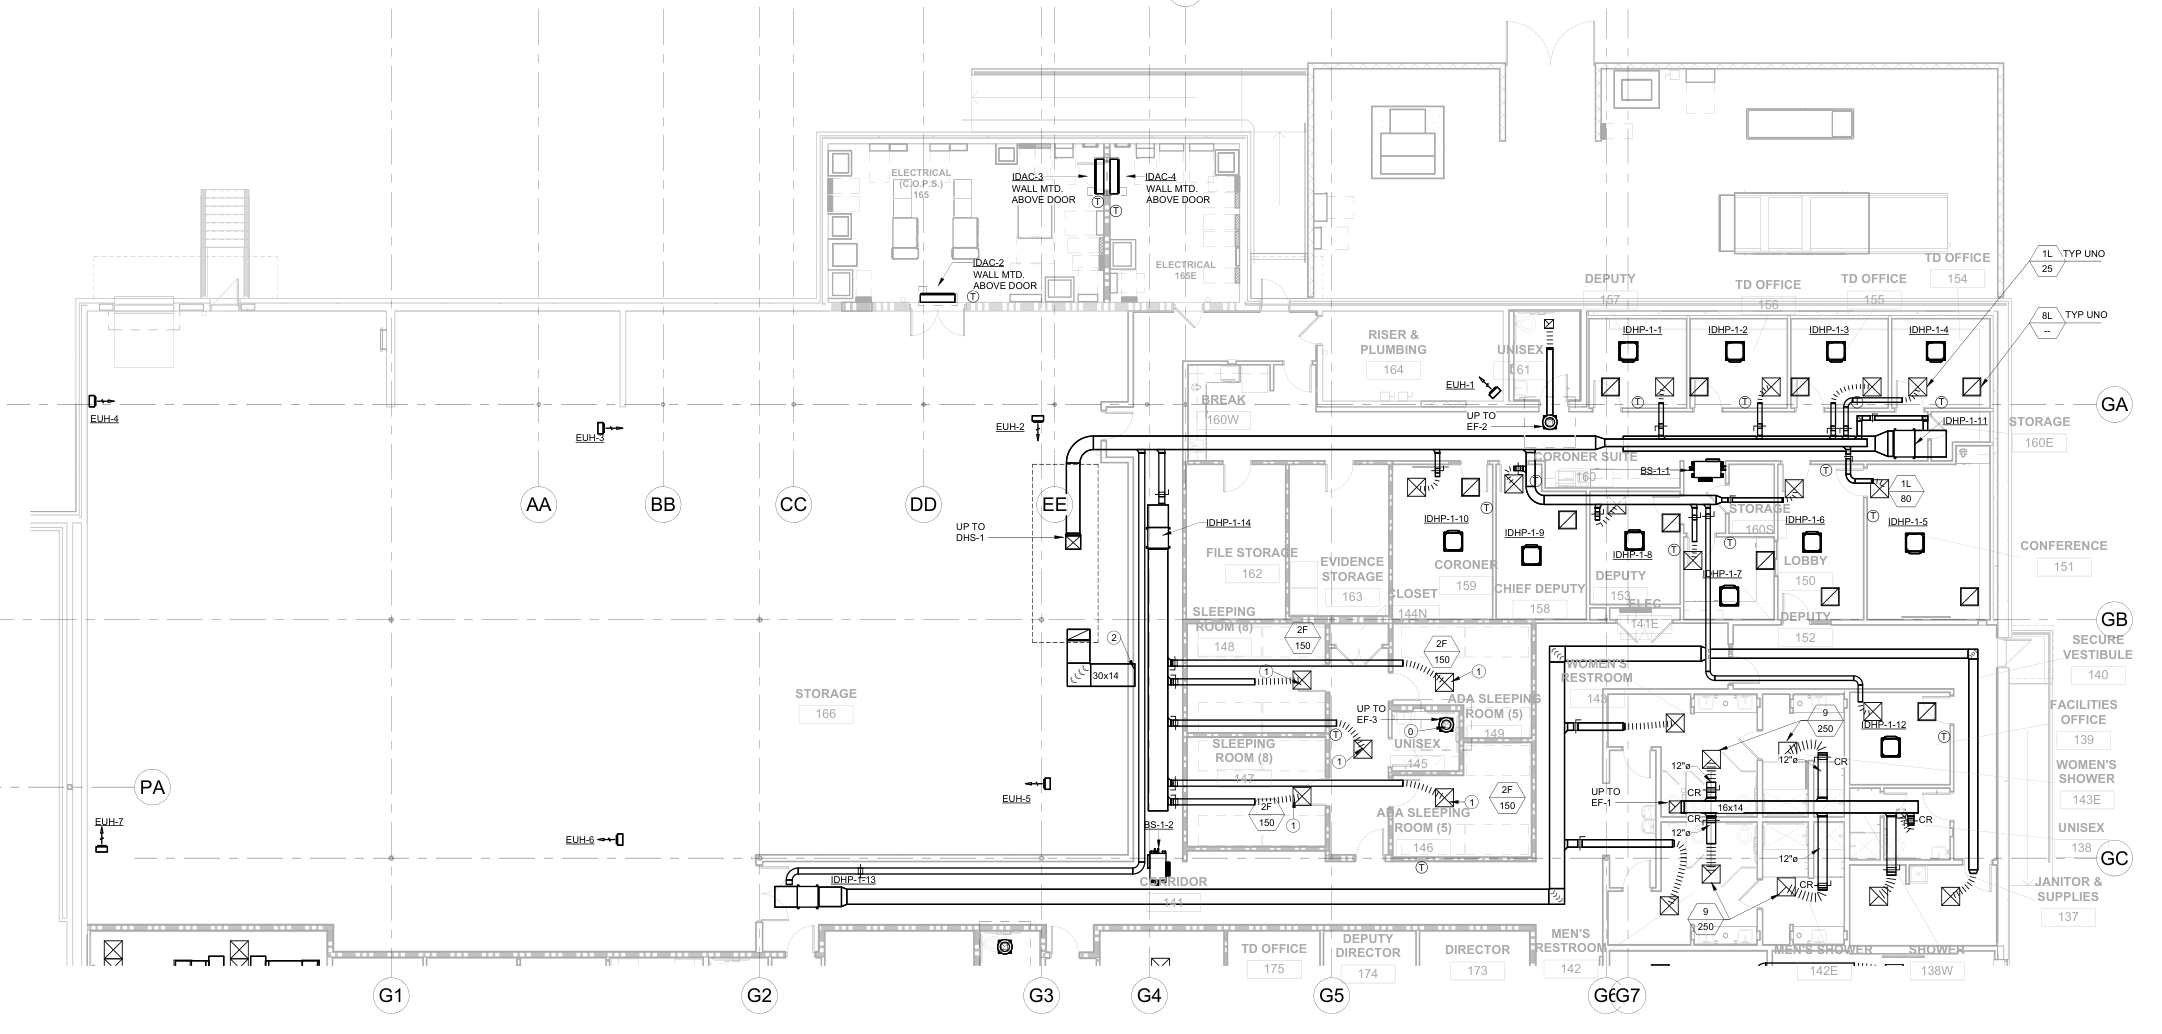 ELECTRICAL
(C.O.P.S.)
165
IDAC-3
WALL MTD.
ABOVE DOOR
T
T
IDAC-4
WALL MTD.
ABOVE DOOR
IDAC-2
WALL MTD.
ABOVE DOOR
T
ELECTRICAL
165E
DEPUTY
157
TD OFFICE
156
TD OFFICE
155
TD OFFICE
154
1L
25
TYP UNO
8L
--
TYP UNO
RISER &
PLUMBING
164
UNISEX
161
IDHP-1-1
IDHP-1-2
IDHP-1-3
IDHP-1-4
EUH-1
UP TO
EF-2
BREAK
160W
T
T
T
T
GA
EUH-4
EUH-3
EUH-2
IDHP-1-11
STORAGE
160E
CORONER SUITE
160
BS-1-1
T
T
1L
80
AA
BB
CC
DD
EE
UP TO
DHS-1
IDHP-1-14
T
IDHP-1-10
IDHP-1-9
IDHP-1-8
STORAGE
160S
IDHP-1-6
IDHP-1-5
T
T
T
FILE STORAGE
162
EVIDENCE
STORAGE
163
CORONER
159
CLOSET
144N
CHIEF DEPUTY
158
DEPUTY
153
IDHP-1-7
LOBBY
150
CONFERENCE
151
ELEC
141E
DEPUTY
152
GB
SLEEPING
ROOM (8)
148
2F
150
2F
150
2
30x14
1
1
SECURE
VESTIBULE
140
WOMEN'S
RESTROOM
143
STORAGE
166
ADA SLEEPING
ROOM (5)
149
UP TO
EF-3
0
UNISEX
145
T
1
IDHP-1-12
T
FACILITIES
OFFICE
139
9
250
SLEEPING
ROOM (8)
147
12"ø
12"ø
CR
CR
WOMEN'S
SHOWER
143E
PA
EUH-5
2F
150
1
2F
150
1
UP TO
EF-1
16x14
EUH-7
EUH-6
BS-1-2
ADA SLEEPING
ROOM (5)
146
CR
CR
12"ø
12"ø
UNISEX
138
GC
T
IDHP-1-13
CORRIDOR
141
CR
JANITOR &
SUPPLIES
137
9
250
TD OFFICE
175
DEPUTY
DIRECTOR
174
DIRECTOR
173
MEN'S
RESTROOM
142
MEN'S SHOWER
142E
SHOWER
138W
G1
G2
G3
G4
G5
G6
G7